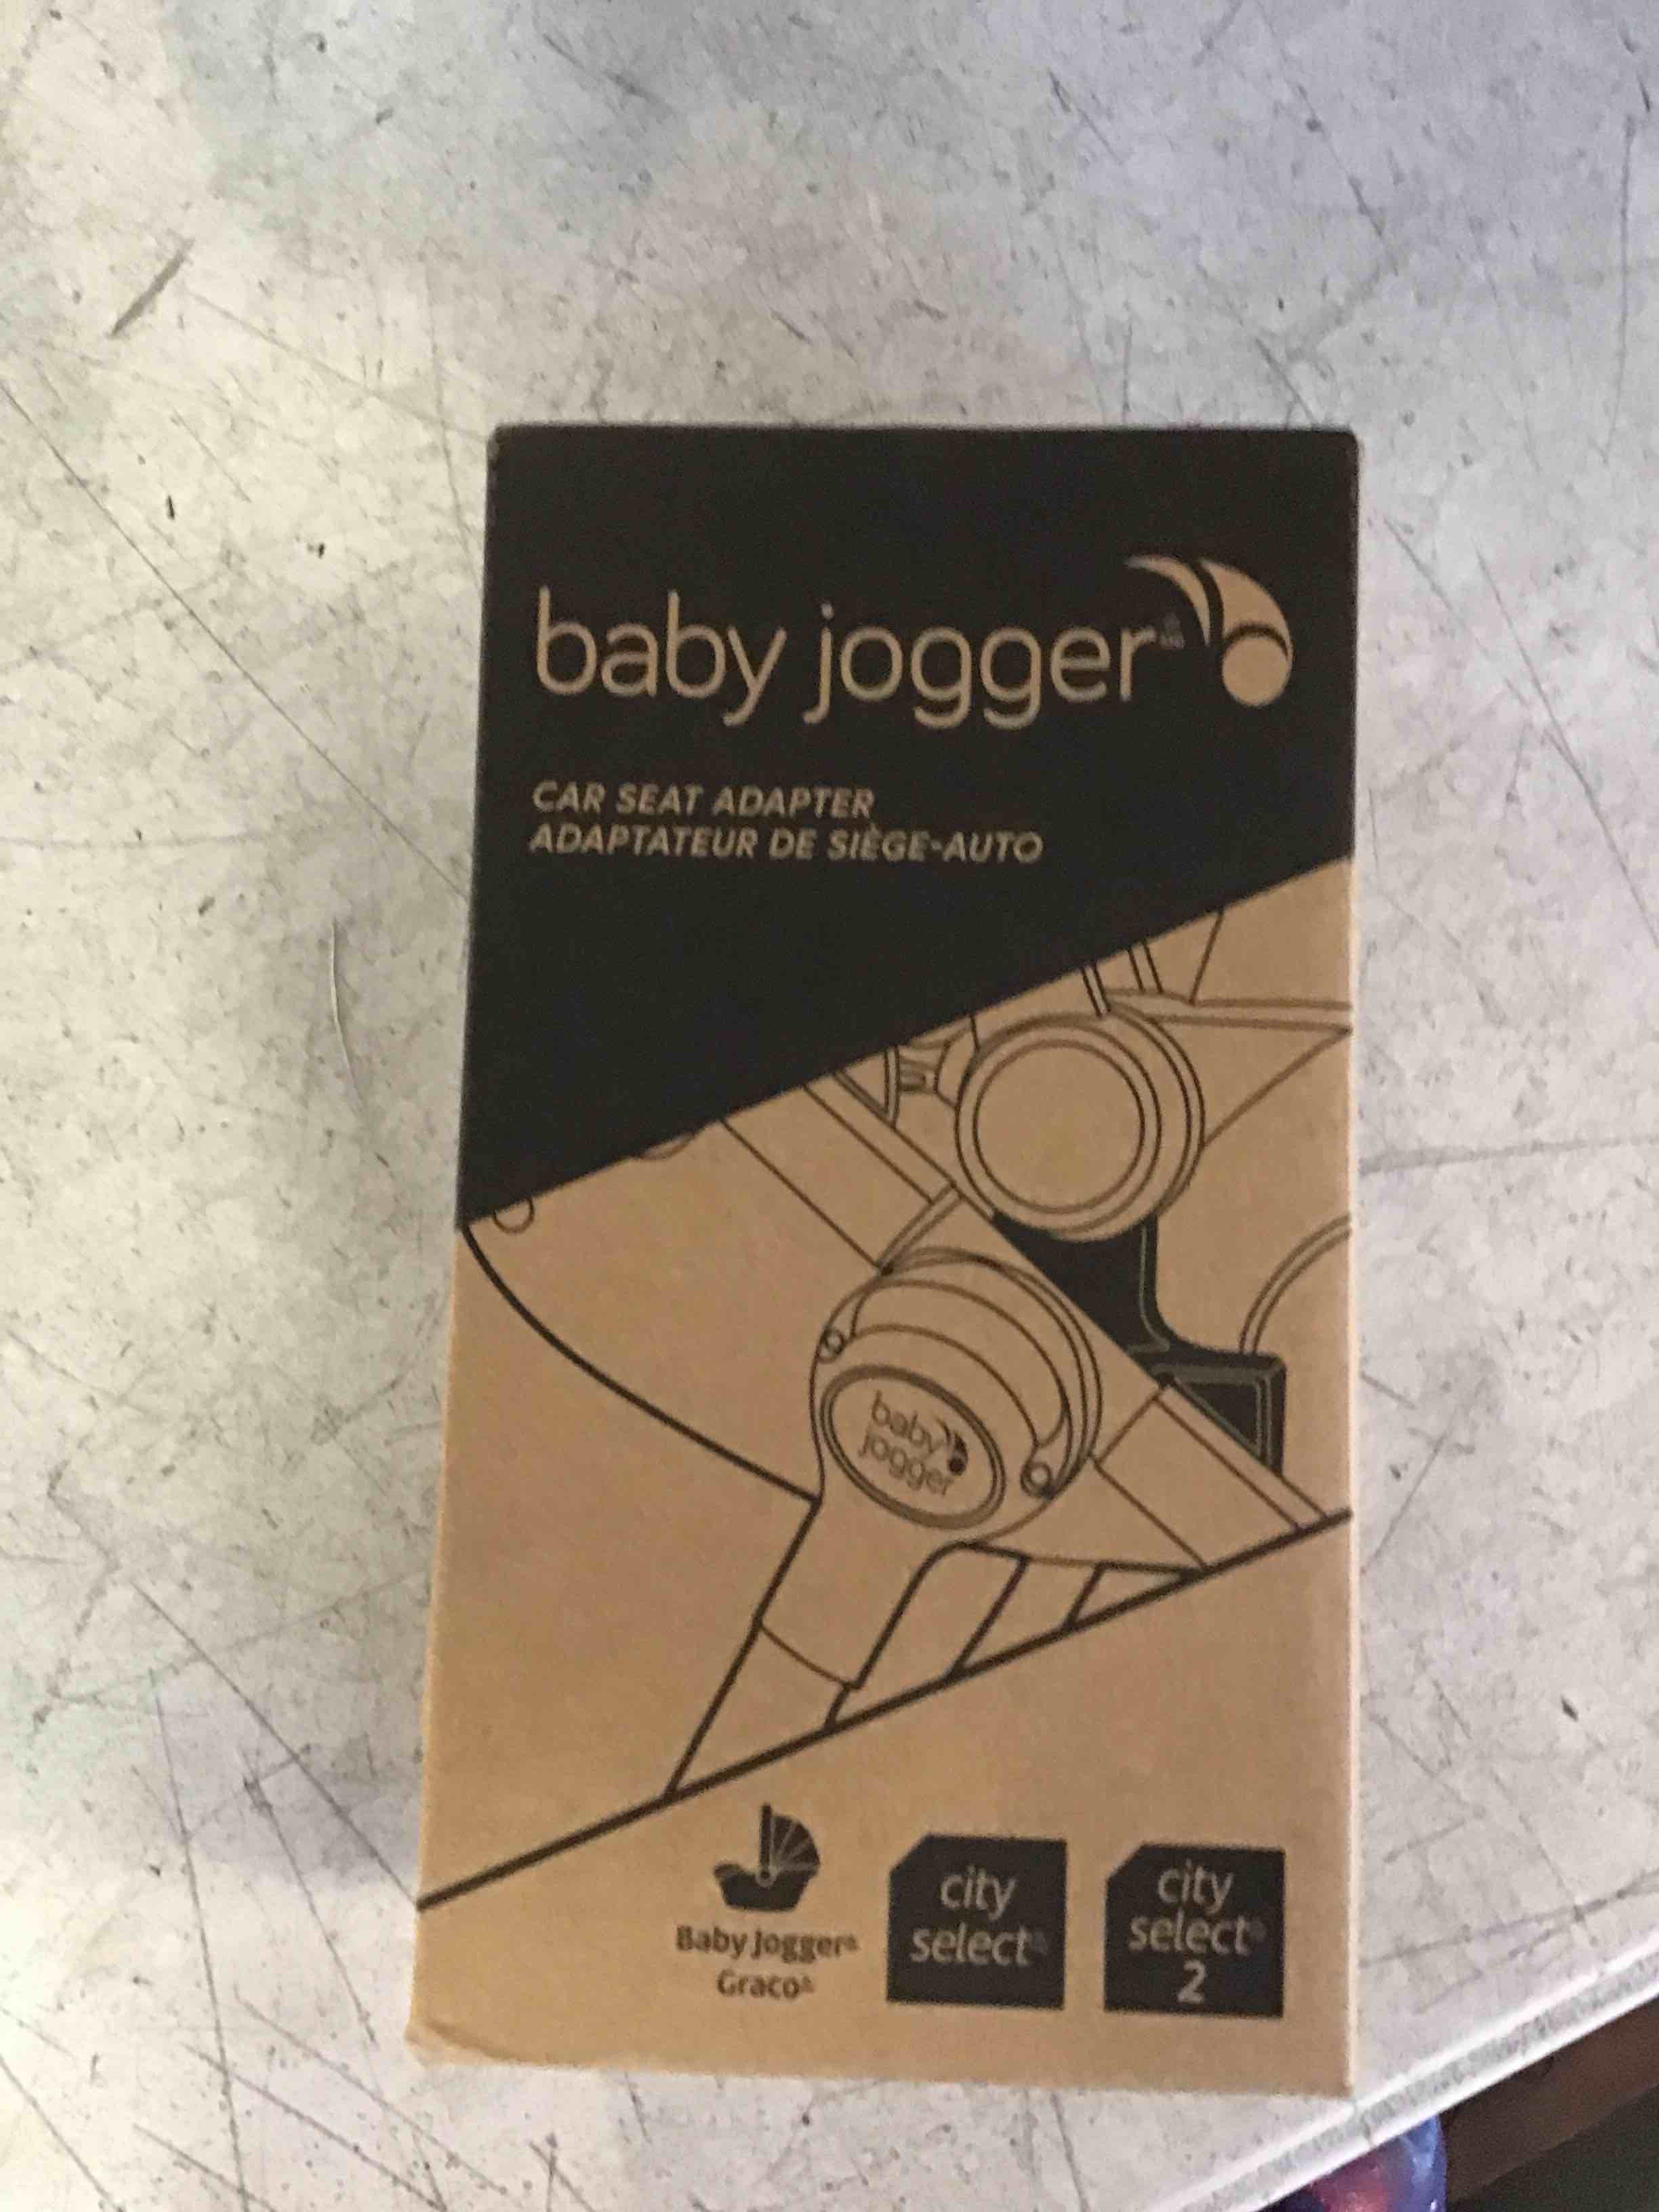 baby jogger
CAR SEAT ADAPTER
ADAPTATEUR DE SIÈGE-AUTO
baby
jogger
Baby Jogger®
Graco®
city
select®
city
select®
2